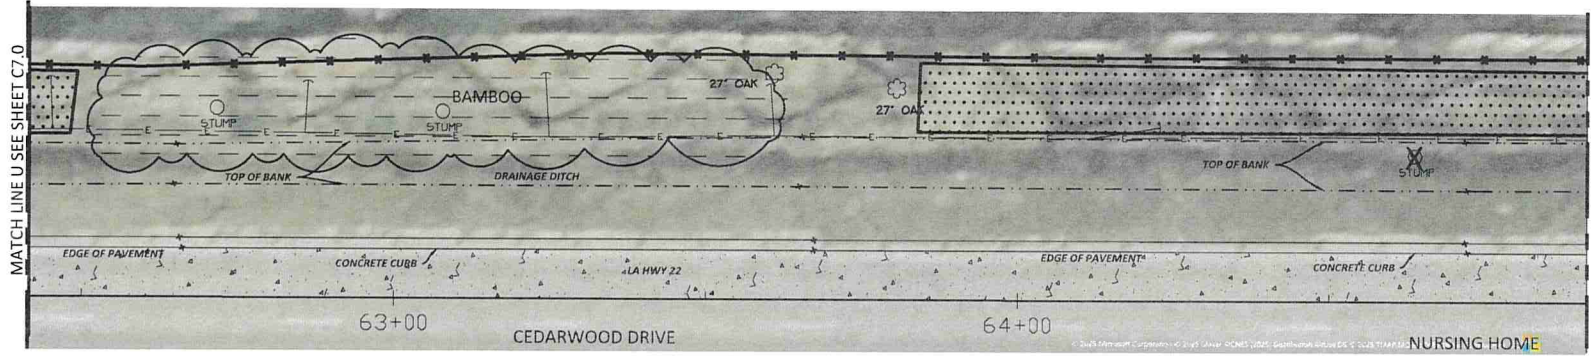 MATCH LINE U SEE SHEET C7.0
27" OAK
BAMBOO
27" OAK
STUMP
STUMP
E E E E E E E E E
TOP OF BANK
DRAINAGE DITCH
TOP OF BANK
STUMP
EDGE OF PAVEMENT
CONCRETE CURB
LA HWY 22
EDGE OF PAVEMENT
CONCRETE CURB
63+00
64+00
CEDARWOOD DRIVE
NURSING HOME